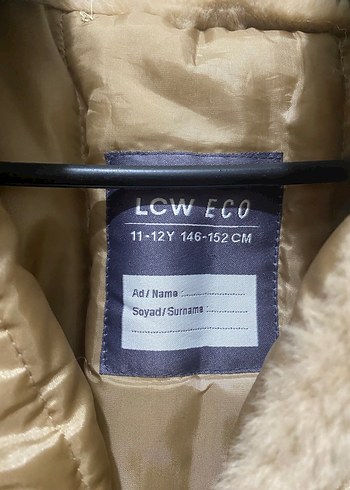 LCW ECO
11-12Y 146-152 CM
Ad / Name :
Soyad / Surname :